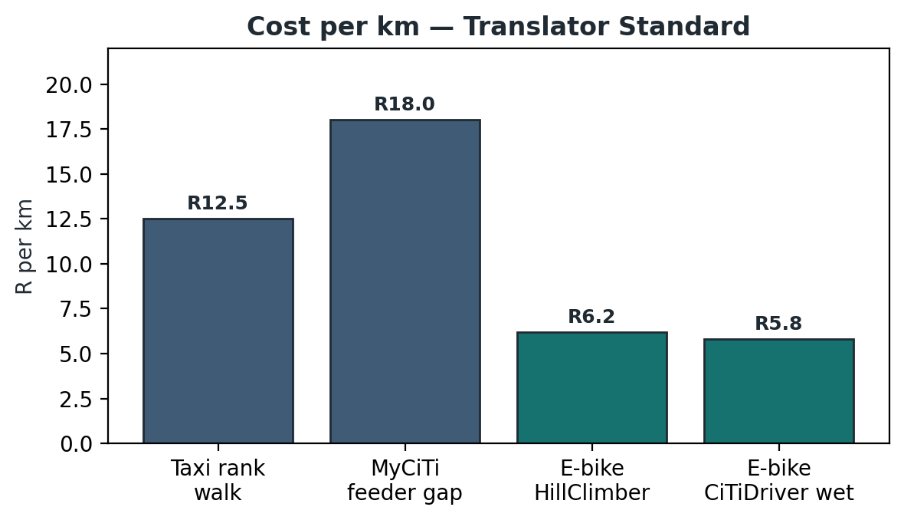 Cost per km — Translator Standard
R per km
20.0
17.5
15.0
12.5
10.0
7.5
5.0
2.5
0.0
R12.5
R18.0
R6.2
R5.8
Taxi rank
walk
MyCiTi
feeder gap
E-bike
HillClimber
E-bike
CiTiDriver wet